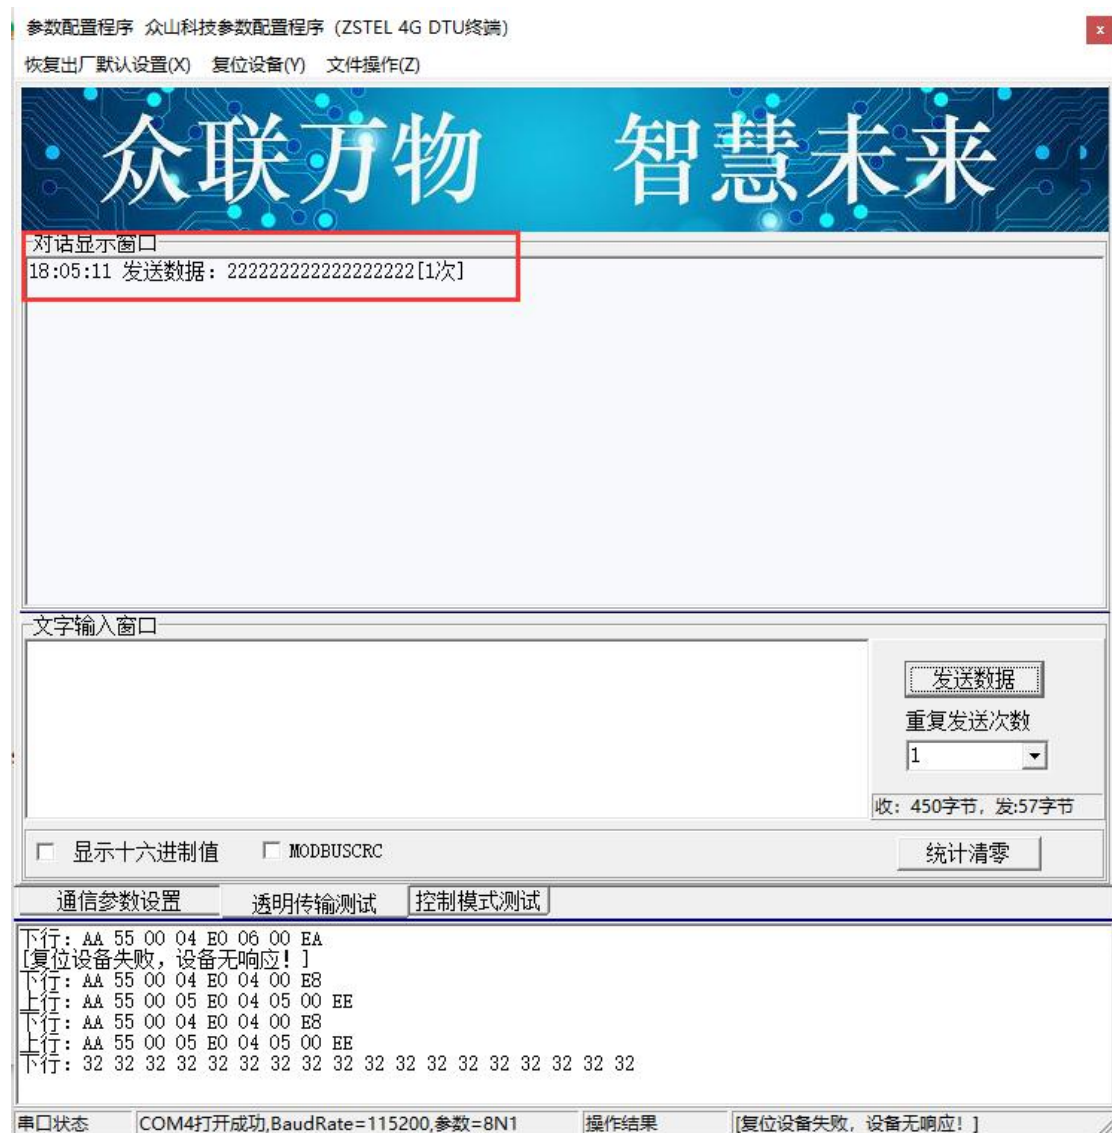 参数配置程序 众山科技参数配置程序 (ZSTEL 4G DTU终端)
x
恢复出厂默认设置(X) 复位设备(Y) 文件操作(Z)
众联万物 智慧未来
对话显示窗口
18:05:11 发送数据: 222222222222222222[1次]
文字输入窗口
发送数据
重复发送次数
1
收: 450字节, 发:57字节
显示十六进制值 MODBUSCRC 统计清零
通信参数设置 透明传输测试 控制模式测试
下行: AA 55 00 04 E0 06 00 EA
[复位设备失败, 设备无响应! ]
下行: AA 55 00 04 E0 04 00 E8
上行: AA 55 00 05 E0 04 05 00 EE
下行: AA 55 00 04 E0 04 00 E8
上行: AA 55 00 05 E0 04 05 00 EE
下行: 32 32 32 32 32 32 32 32 32 32 32 32 32 32 32 32 32 32
串口状态 COM4打开成功,BaudRate=115200,参数=8N1 操作结果 [复位设备失败, 设备无响应! ]